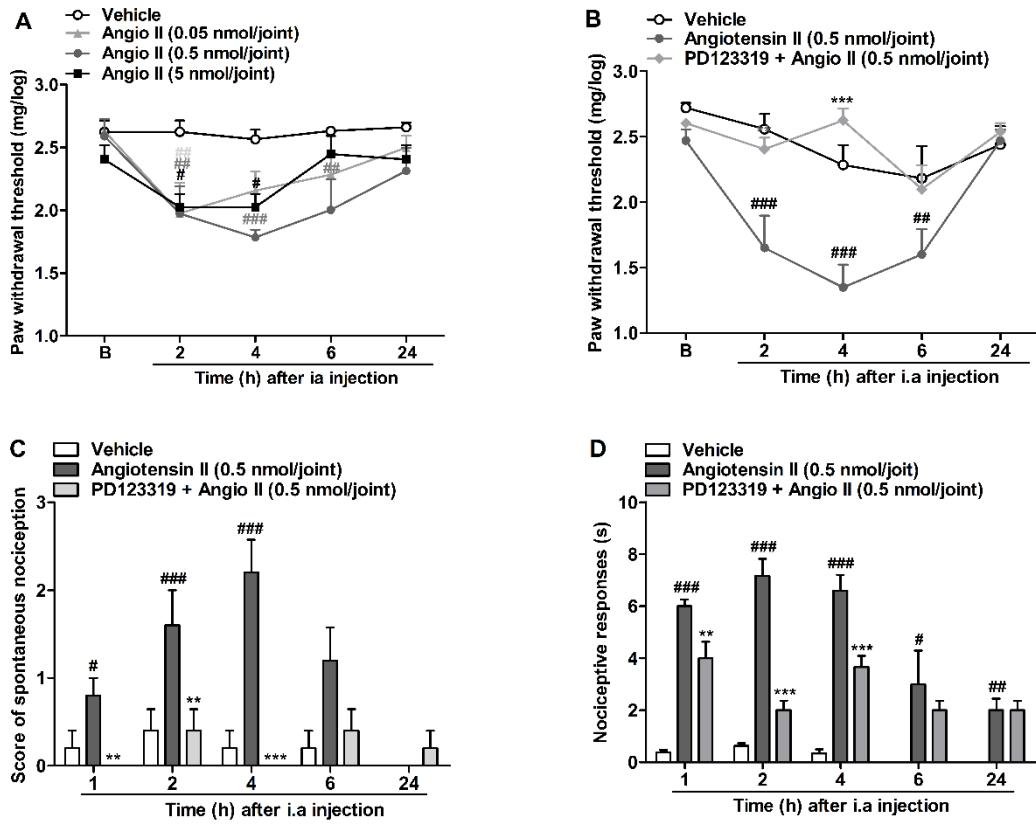 A
Vehicle
Angio II (0.05 nmol/joint)
Angio II (0.5 nmol/joint)
Angio II (5 nmol/joint)
Paw withdrawal threshold (mg/log)
3.0
2.5
2.0
1.5
1.0
##
##
#
#
###
##
B 2 4 6 24
Time (h) after ia injection
B
Vehicle
Angiotensin II (0.5 nmol/joint)
PD123319 + Angio II (0.5 nmol/joint)
Paw withdrawal threshold (mg/log)
3.0
2.5
2.0
1.5
1.0
***
###
###
##
B 2 4 6 24
Time (h) after i.a injection
C
Vehicle
Angiotensin II (0.5 nmol/joint)
PD123319 + Angio II (0.5 nmol/joint)
Score of spontaneous nociception
3
2
1
0
#
**
###
**
###
***
1 2 4 6 24
Time (h) after i.a injection
D
Vehicle
Angiotensin II (0.5 nmol/joit)
PD123319 + Angio II (0.5 nmol/joint)
Nociceptive responses (s)
10
8
6
4
2
0
###
**
###
***
###
***
#
##
1 2 4 6 24
Time (h) after i.a injection